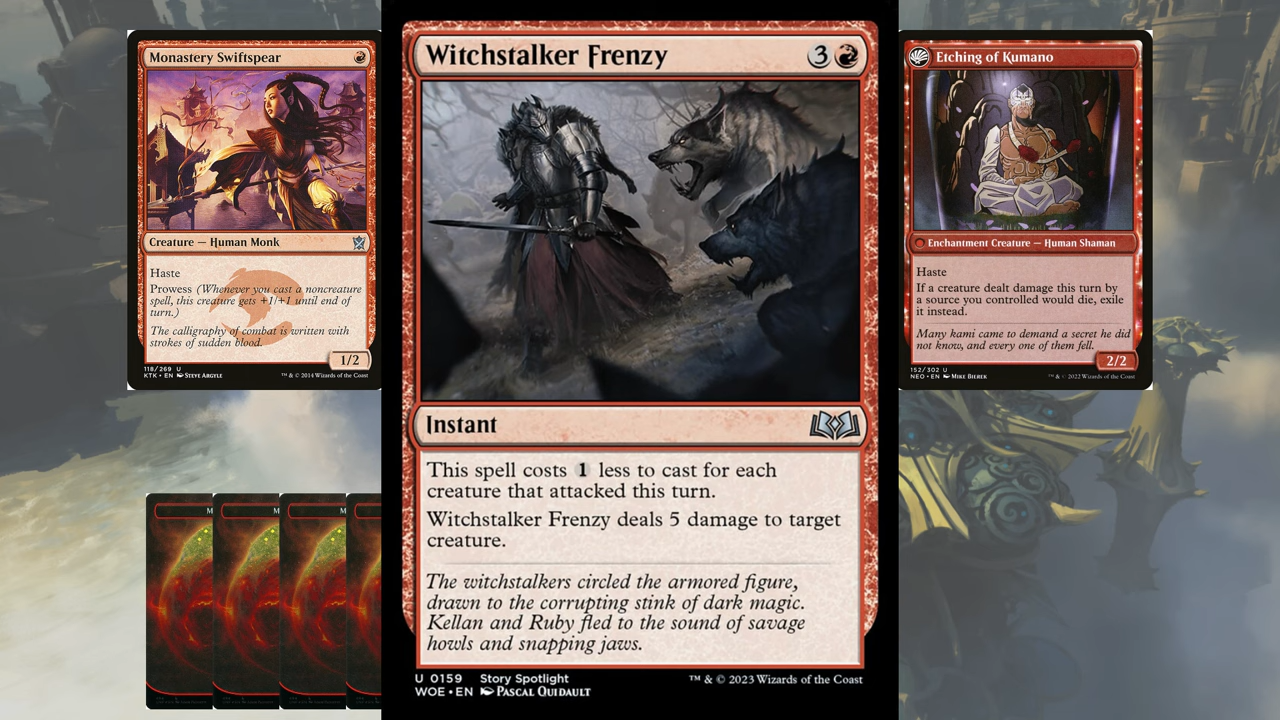 Monastery Swiftspear
Creature — Human Monk
Haste
Prowess (Whenever you cast a noncreature
spell, this creature gets +1/+1 until end of
turn.)
The calligraphy of combat is written with
strokes of sudden blood.
1/2
118/269 U
KTK • EN Steve Argyle
™ & © 2014 Wizards of the Coast
Witchstalker Frenzy
3
Instant
This spell costs 1 less to cast for each
creature that attacked this turn.
Witchstalker Frenzy deals 5 damage to target
creature.
The witchstalkers circled the armored figure,
drawn to the corrupting stink of dark magic.
Kellan and Ruby fled to the sound of savage
howls and snapping jaws.
U 0159 Story Spotlight
WOE • EN Pascal Quidault
™ & © 2023 Wizards of the Coast
Etching of Kumano
Enchantment Creature — Human Shaman
Haste
If a creature dealt damage this turn by
a source you controlled would die, exile
it instead.
Many kami came to demand a secret he did
not know, and every one of them fell.
2/2
152/302 U
NEO • EN Mike Bierek
™ & © 2022 Wizards of the Coast
M
M
M